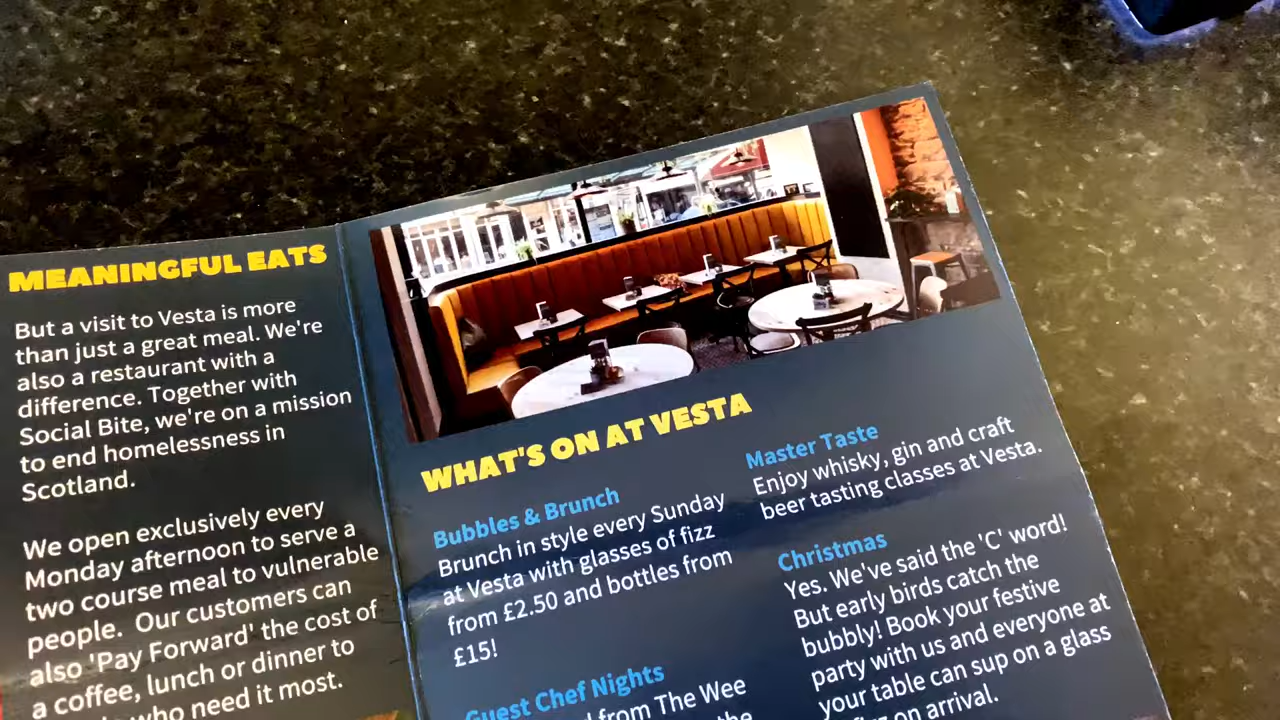 MEANINGFUL EATS
But a visit to Vesta is more
than just a great meal. We're
also a restaurant with a
difference. Together with
Social Bite, we're on a mission
to end homelessness in
Scotland.
We open exclusively every
Monday afternoon to serve a
two course meal to vulnerable
people. Our customers can
also 'Pay Forward' the cost of
a coffee, lunch or dinner to
who need it most.
WHAT'S ON AT VESTA
Bubbles & Brunch
Brunch in style every Sunday
at Vesta with glasses of fizz
from £2.50 and bottles from
£15!
Guest Chef Nights
from The Wee
the
Master Taste
Enjoy whisky, gin and craft
beer tasting classes at Vesta.
Christmas
Yes. We've said the 'C' word!
But early birds catch the
bubbly! Book your festive
party with us and everyone at
your table can sup on a glass
on arrival.